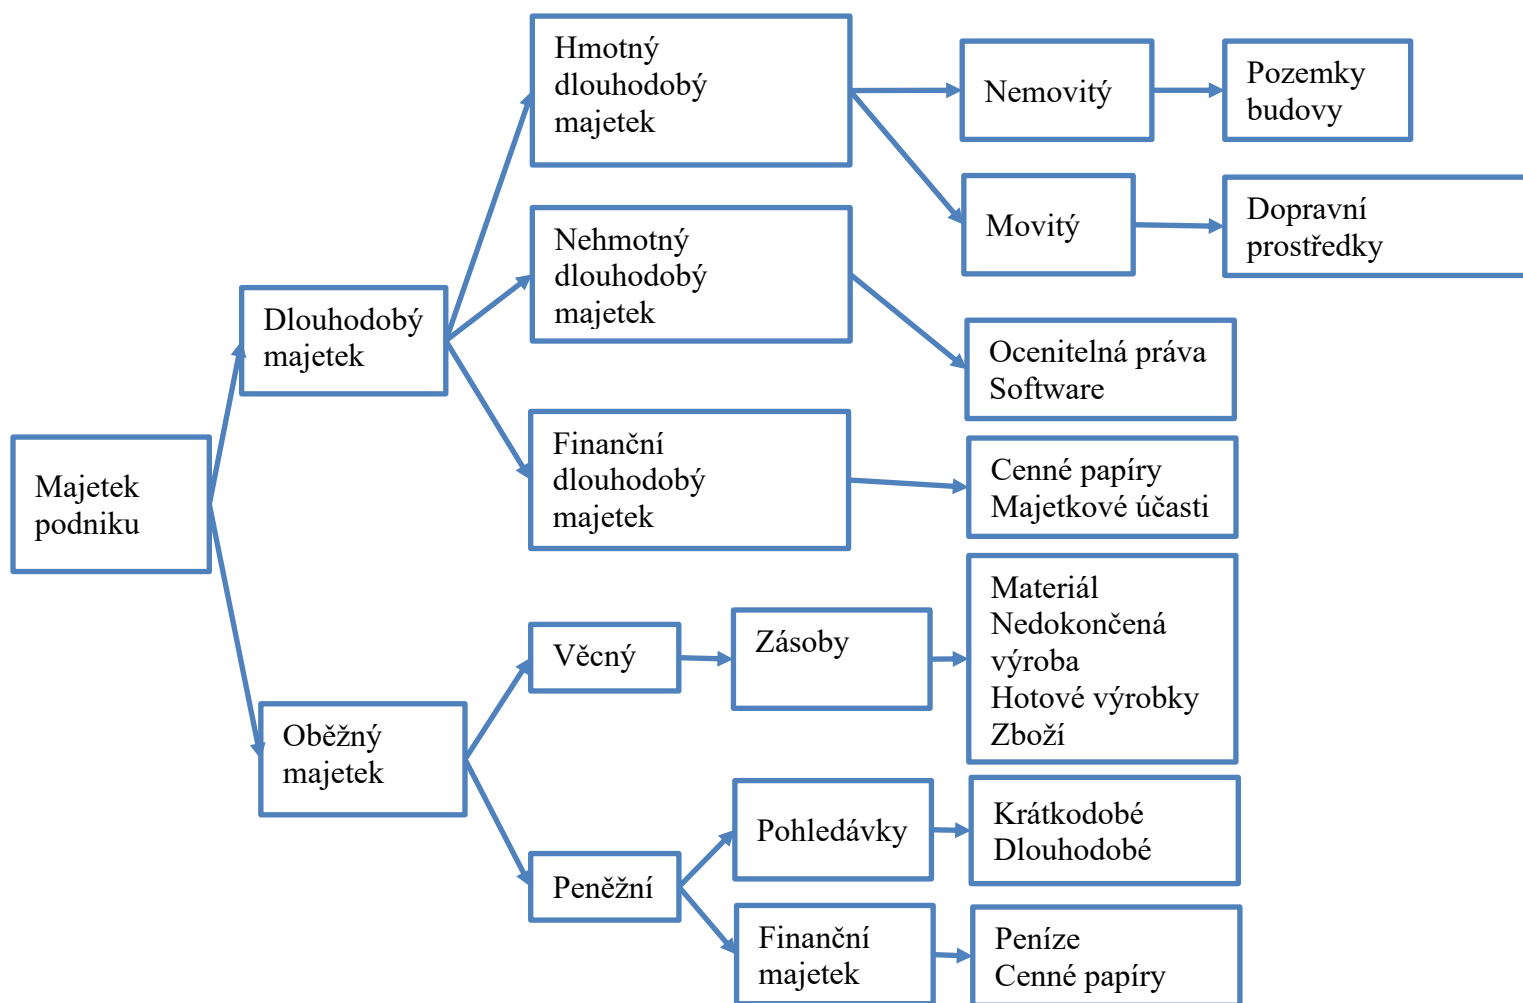 Majetek
podniku
Dlouhodobý
majetek
Hmotný
dlouhodobý
majetek
Nemovitý
Pozemky
budovy
Movitý
Dopravní
prostředky
Nehmotný
dlouhodobý
majetek
Ocenitelná práva
Software
Finanční
dlouhodobý
majetek
Cenné papíry
Majetkové účasti
Oběžný
majetek
Věcný
Zásoby
Materiál
Nedokončená
výroba
Hotové výrobky
Zboží
Peněžní
Pohledávky
Krátkodobé
Dlouhodobé
Finanční
majetek
Peníze
Cenné papíry